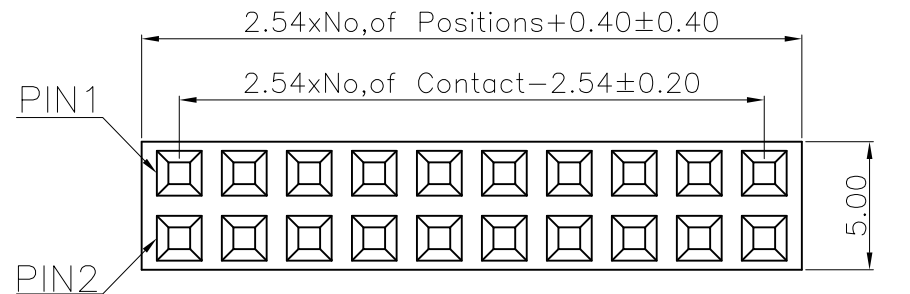 2.54xNo,of Positions+0.40±0.40
2.54xNo,of Contact-2.54±0.20
PIN1
5.00
PIN2